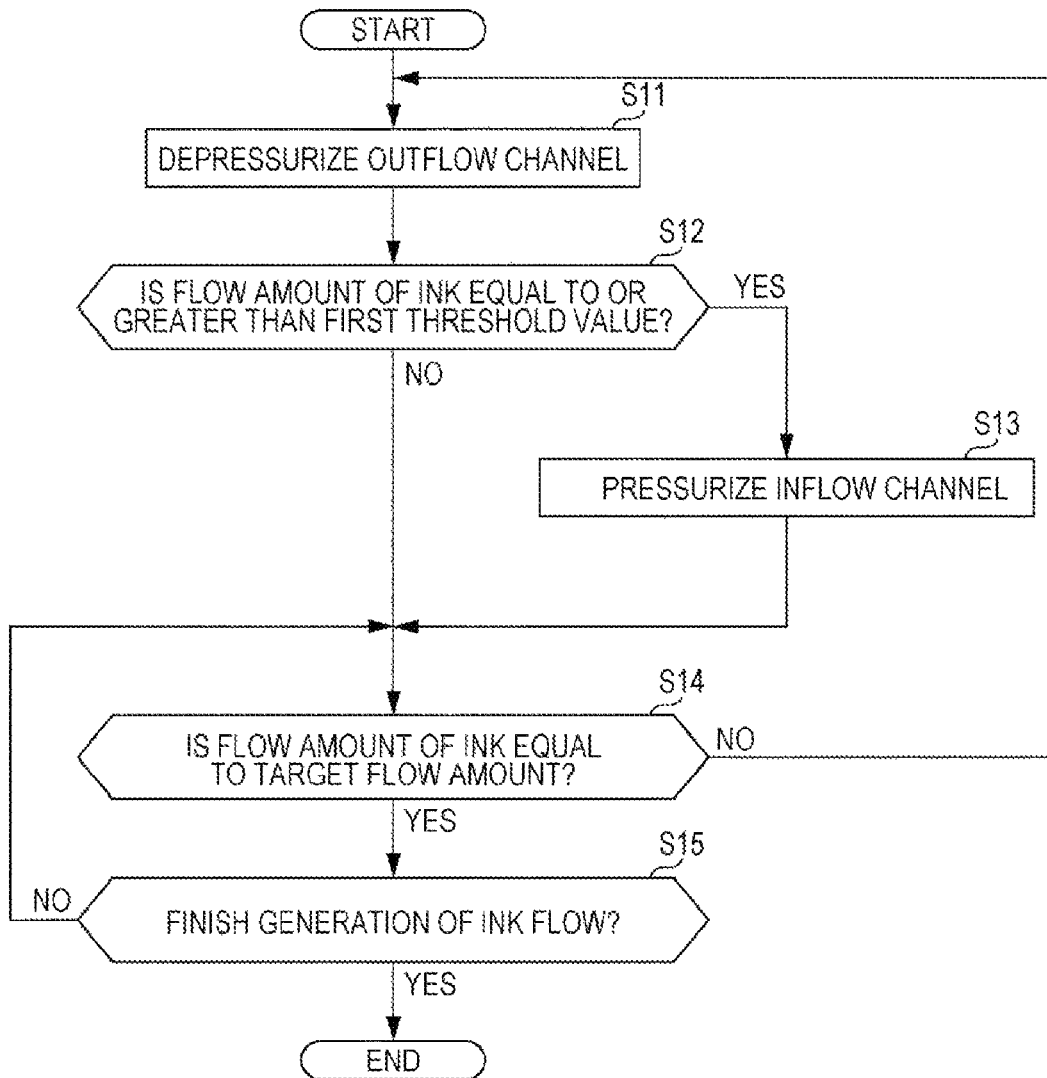 START
S11
DEPRESSURIZE OUTFLOW CHANNEL
S12
IS FLOW AMOUNT OF INK EQUAL TO OR
GREATER THAN FIRST THRESHOLD VALUE?
YES
NO
S13
PRESSURIZE INFLOW CHANNEL
S14
IS FLOW AMOUNT OF INK EQUAL
TO TARGET FLOW AMOUNT?
NO
YES
S15
NO
FINISH GENERATION OF INK FLOW?
YES
END